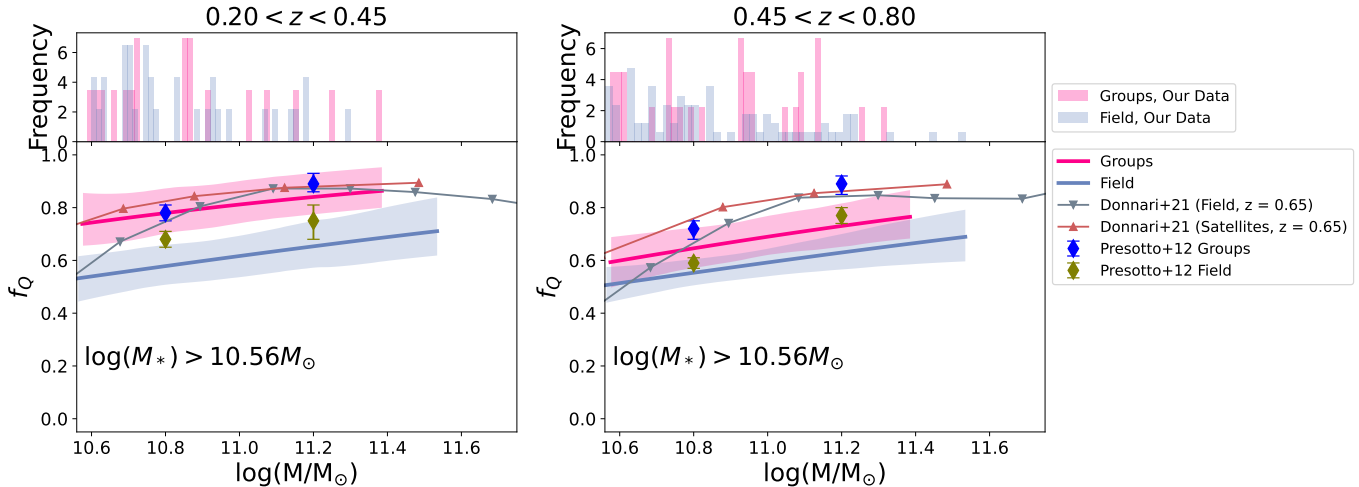 0.20 < z < 0.45
0.45 < z < 0.80
Frequency
6
4
2
0
Frequency
6
4
2
0
Groups, Our Data
Field, Our Data
f_Q
1.0
0.8
0.6
0.4
0.2
0.0
log(M_*) > 10.56M_⊙
10.6 10.8 11.0 11.2 11.4 11.6
log(M/M_⊙)
f_Q
1.0
0.8
0.6
0.4
0.2
0.0
log(M_*) > 10.56M_⊙
10.6 10.8 11.0 11.2 11.4 11.6
log(M/M_⊙)
Groups
Field
Donnari+21 (Field, z = 0.65)
Donnari+21 (Satellites, z = 0.65)
Presotto+12 Groups
Presotto+12 Field